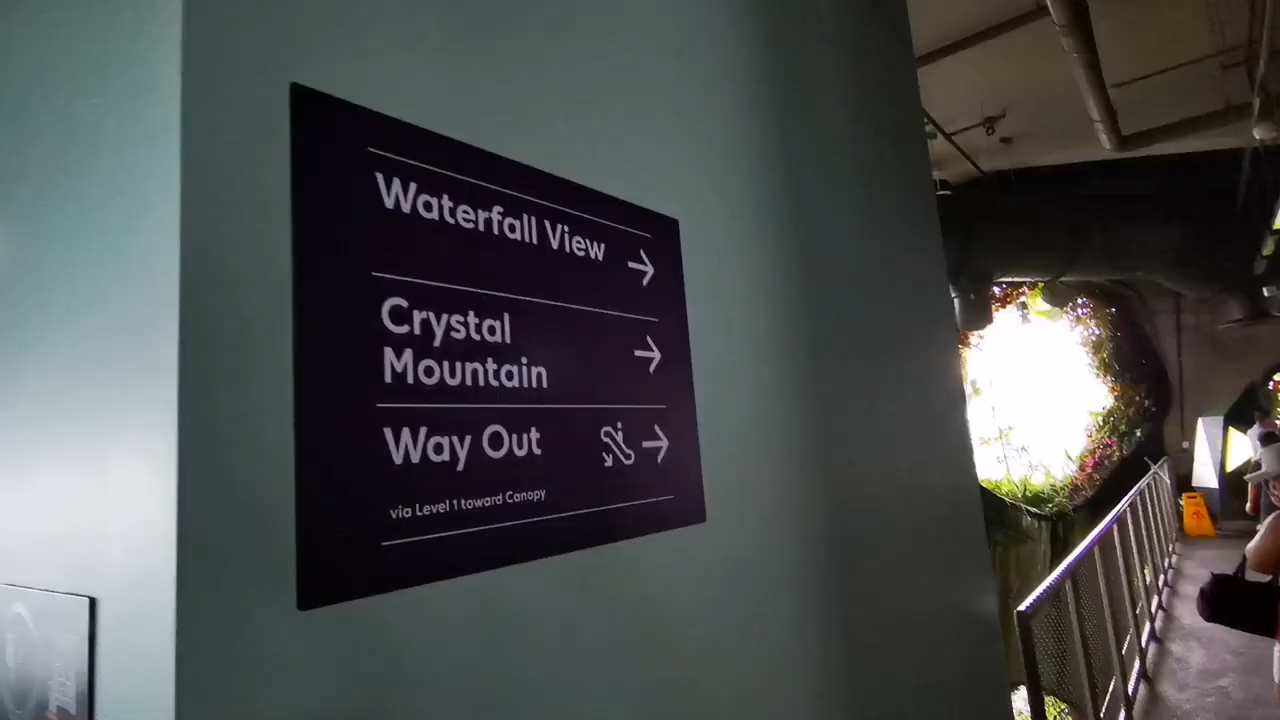 Waterfall View
Crystal
Mountain
Way Out
via Level 1 toward Canopy